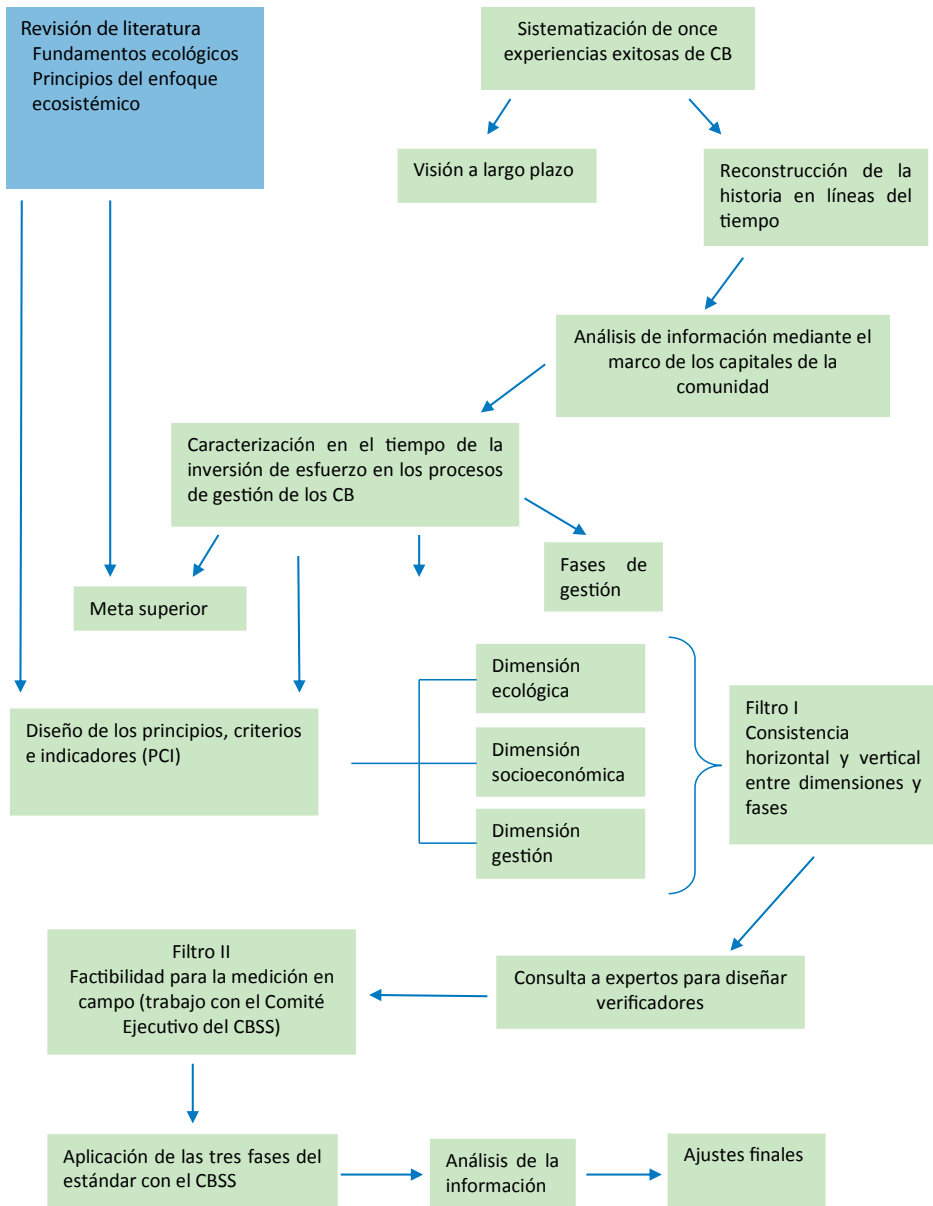 Revisión de literatura
Fundamentos ecológicos
Principios del enfoque
ecosistémico
Sistematización de once
experiencias exitosas de CB
Visión a largo plazo
Reconstrucción de la
historia en líneas del
tiempo
Análisis de información mediante el
marco de los capitales de la
comunidad
Caracterización en el tiempo de la
inversión de esfuerzo en los procesos
de gestión de los CB
Fases de
gestión
Meta superior
Diseño de los principios, criterios
e indicadores (PCI)
Dimensión
ecológica
Dimensión
socioeconómica
Dimensión
gestión
Filtro I
Consistencia
horizontal y vertical
entre dimensiones y
fases
Consulta a expertos para diseñar
verificadores
Filtro II
Factibilidad para la medición en
campo (trabajo con el Comité
Ejecutivo del CBSS)
Aplicación de las tres fases del
estándar con el CBSS
Análisis de la
información
Ajustes finales